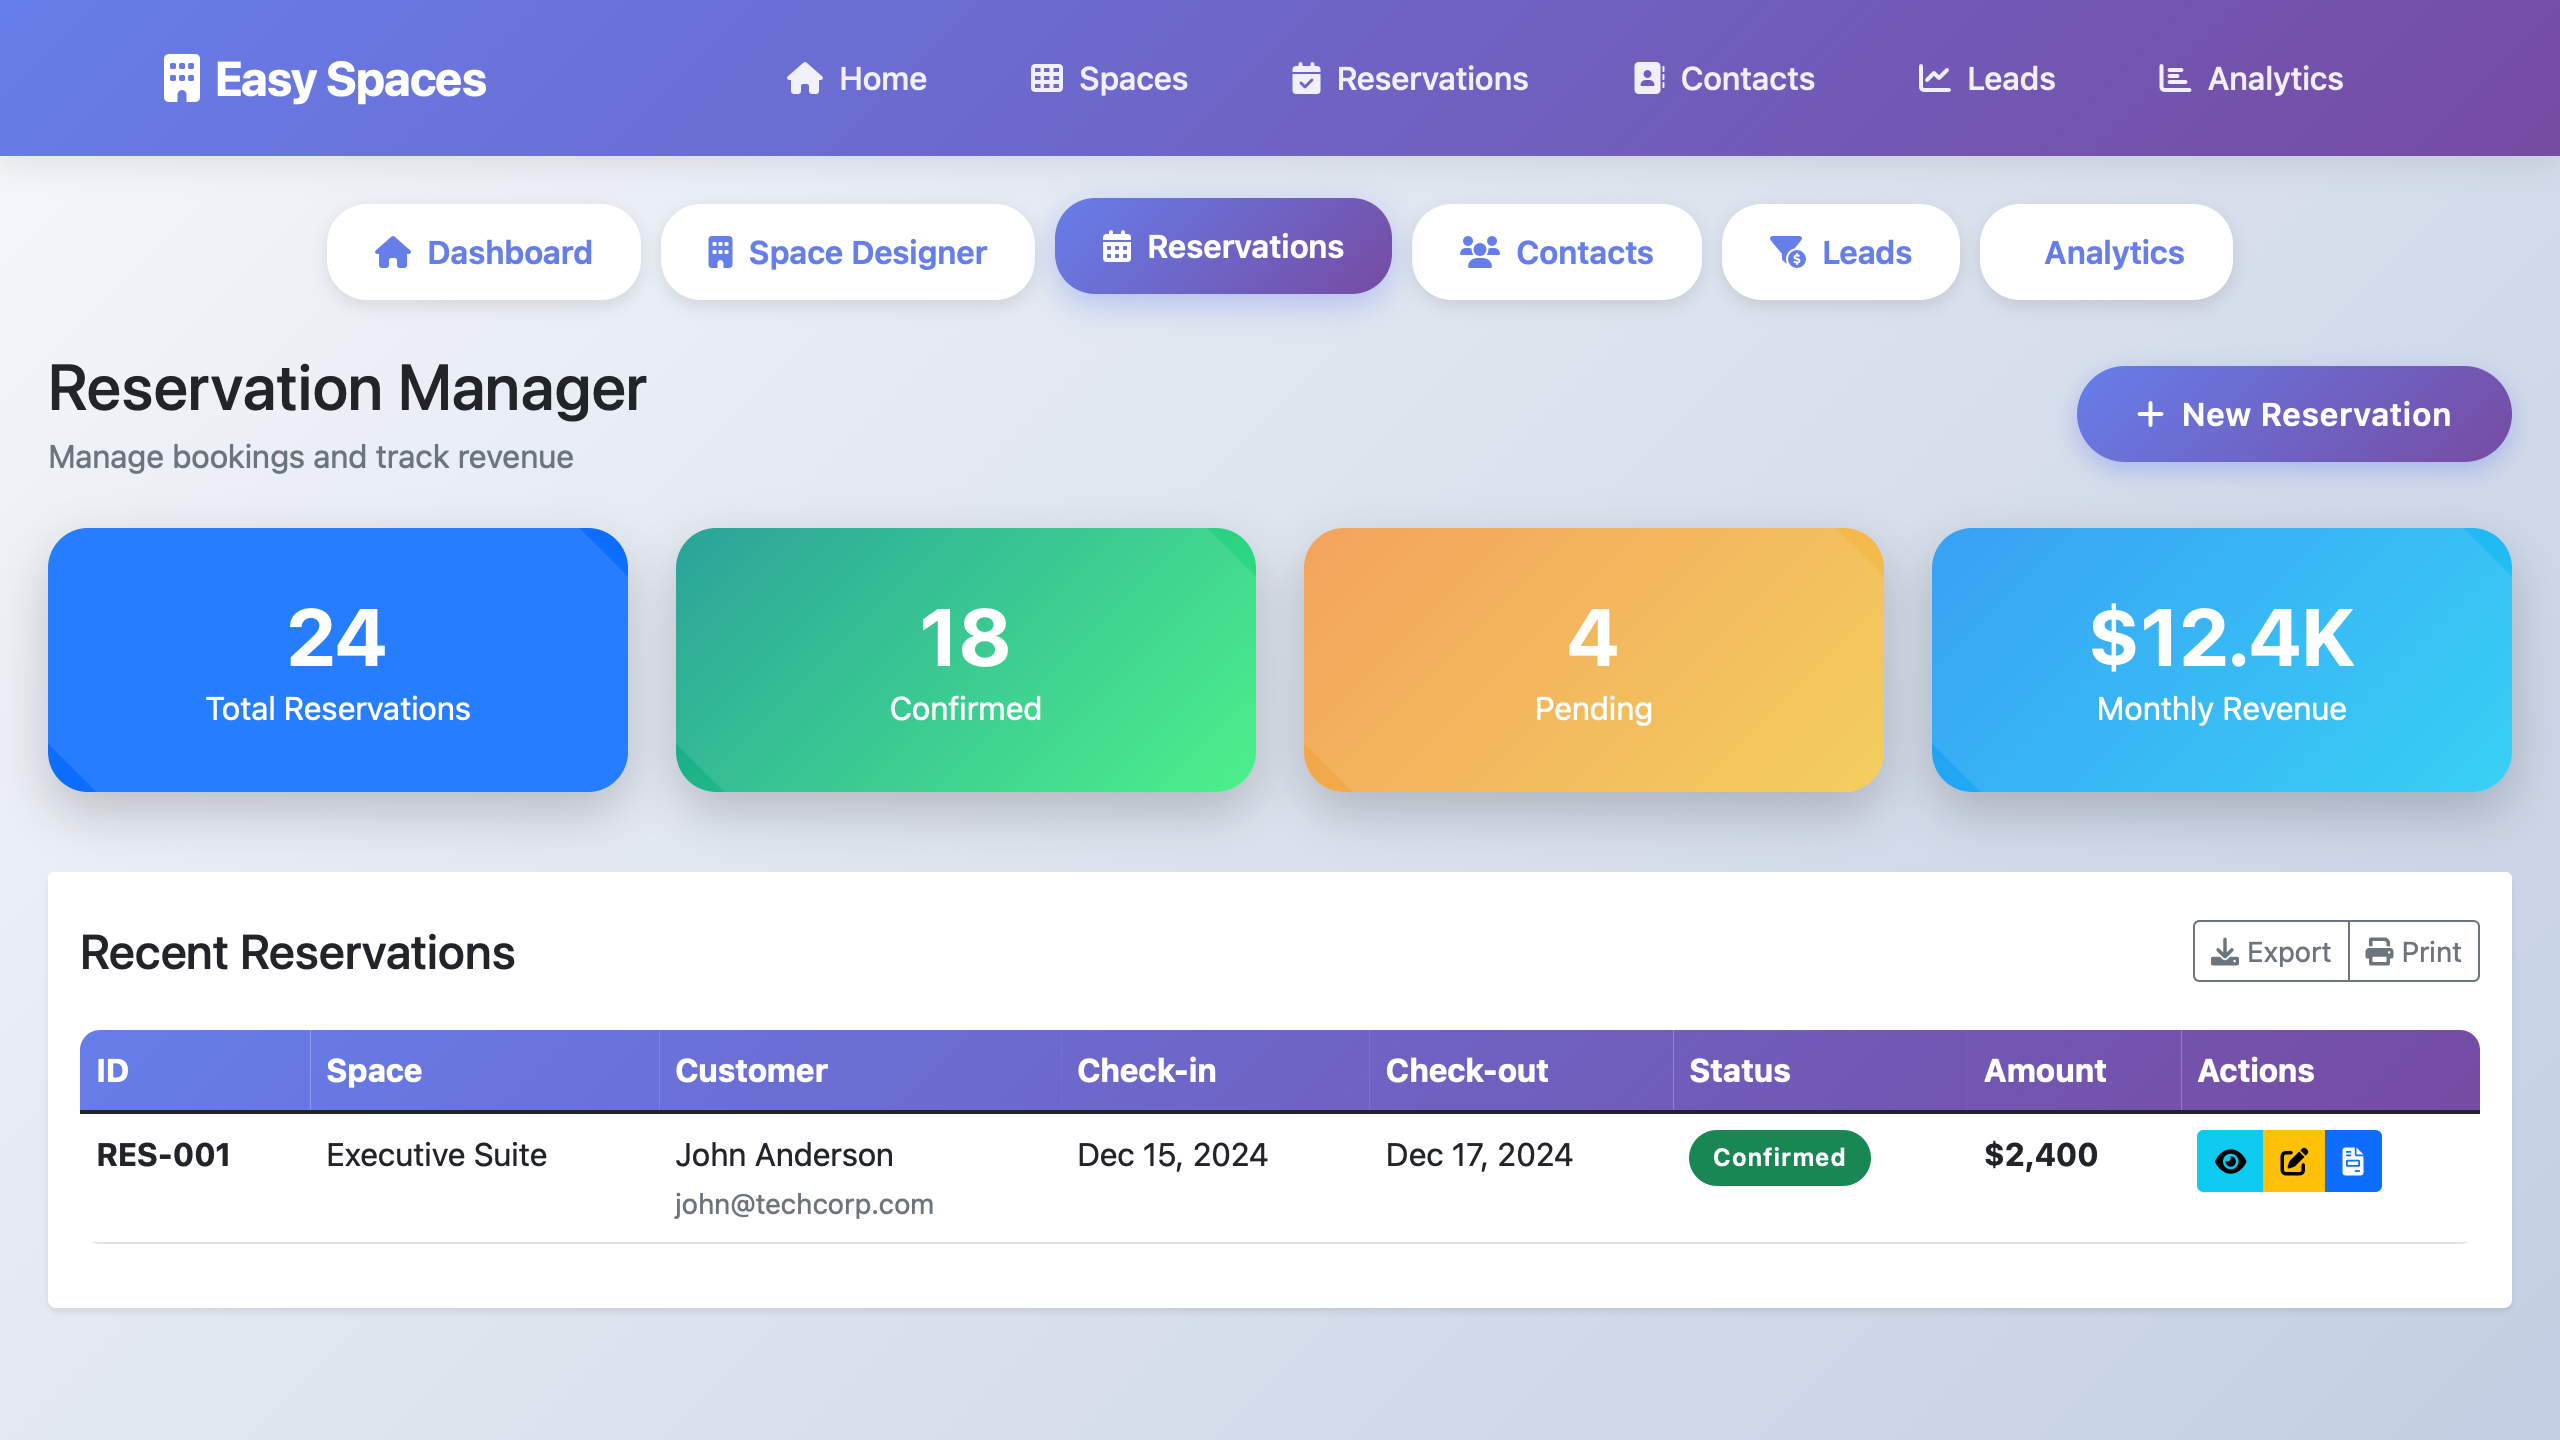 Easy Spaces
Home
Spaces
Reservations
Contacts
Leads
Analytics
Dashboard
Space Designer
Reservations
Contacts
Leads
Analytics
Reservation Manager
Manage bookings and track revenue
New Reservation
24
Total Reservations
18
Confirmed
4
Pending
$12.4K
Monthly Revenue
Recent Reservations
Export
Print
ID Space Customer Check-in Check-out Status Amount Actions
RES-001 Executive Suite John Anderson Dec 15, 2024 Dec 17, 2024 Confirmed $2,400
john@techcorp.com